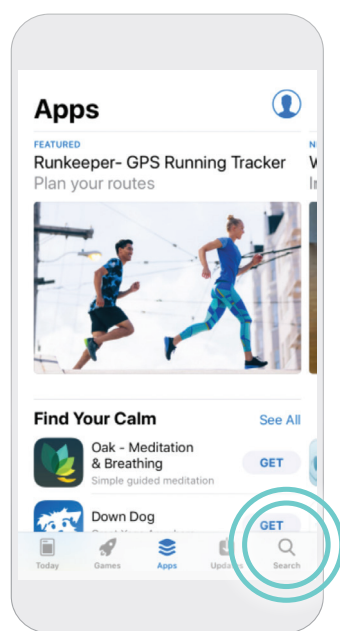 Apps
FEATURED
Runkeeper- GPS Running Tracker
Plan your routes
Find Your Calm
See All
Oak - Meditation
& Breathing
Simple guided meditation
GET
Down Dog
GET
Today
Games
Apps
Updates
Search